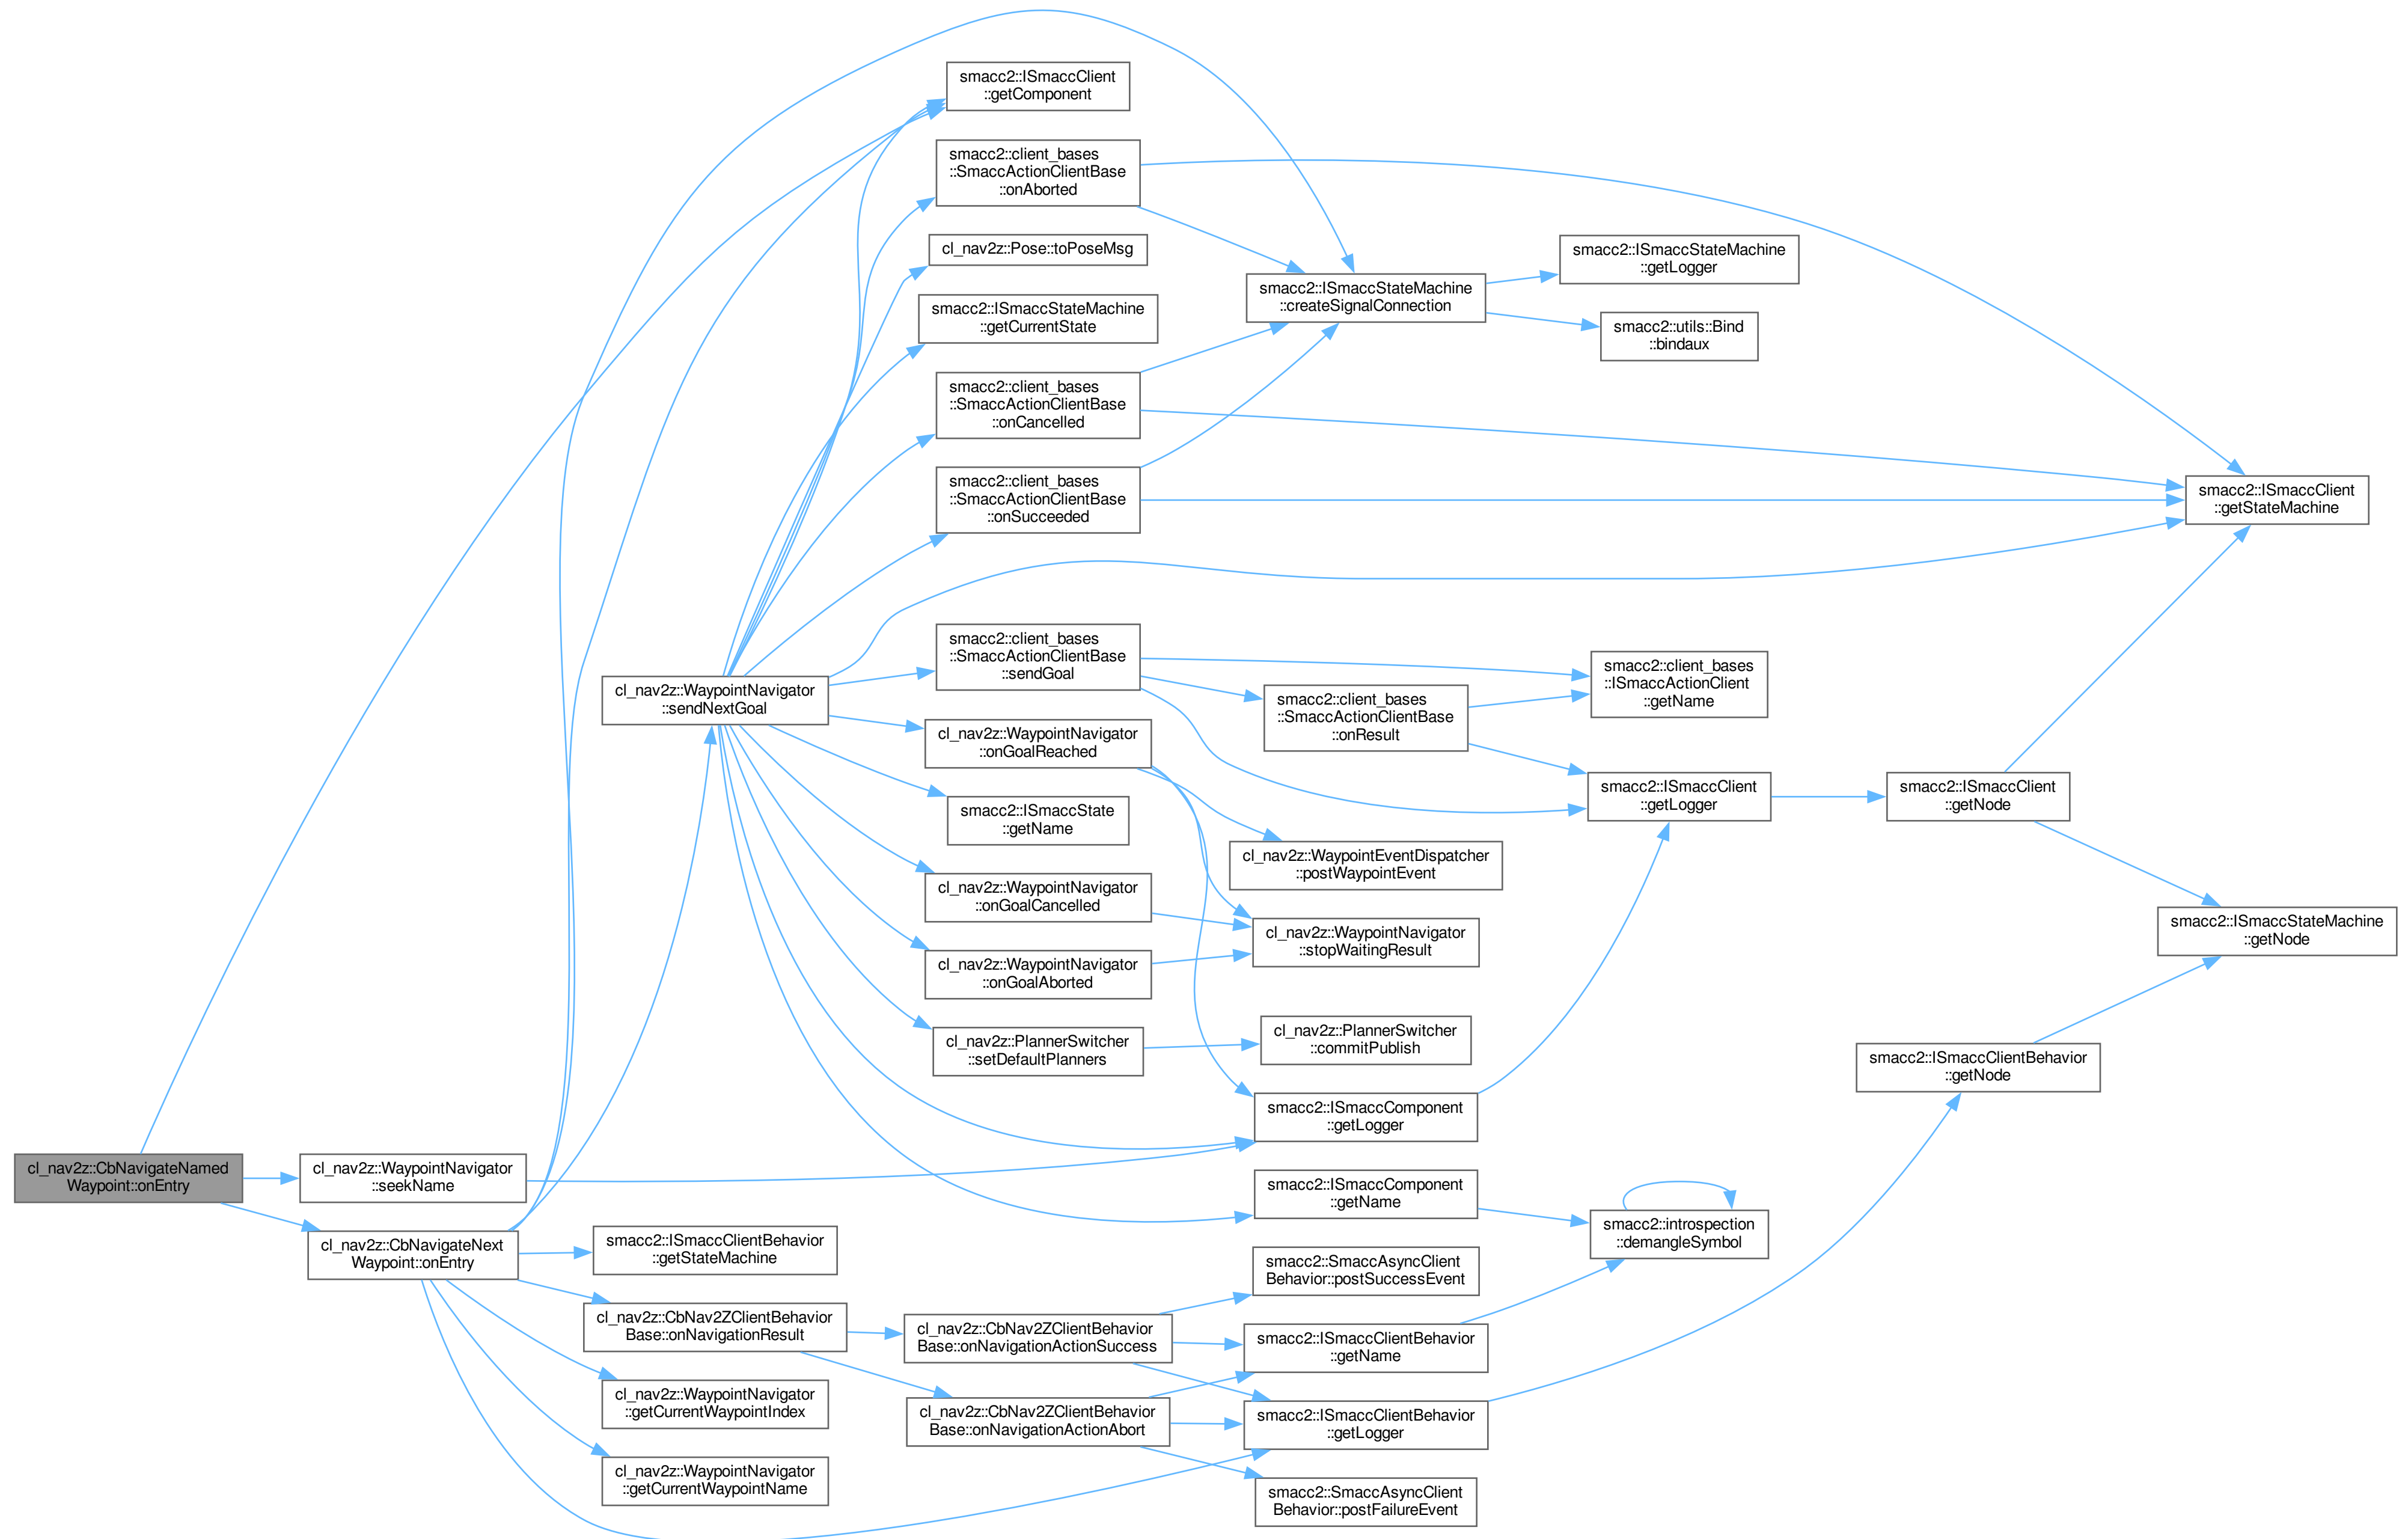 smacc2::ISmaccClient
::getComponent
smacc2::client_bases
::SmaccActionClientBase
::onAborted
cl_nav2z::Pose::toPoseMsg
smacc2::ISmaccStateMachine
::getCurrentState
smacc2::client_bases
::SmaccActionClientBase
::onCancelled
smacc2::client_bases
::SmaccActionClientBase
::onSucceeded
smacc2::ISmaccStateMachine
::createSignalConnection
smacc2::ISmaccStateMachine
::getLogger
smacc2::utils::Bind
::bindaux
smacc2::ISmaccClient
::getStateMachine
cl_nav2z::WaypointNavigator
::sendNextGoal
smacc2::client_bases
::SmaccActionClientBase
::sendGoal
smacc2::client_bases
::SmaccActionClientBase
::onResult
smacc2::client_bases
::ISmaccActionClient
::getName
cl_nav2z::WaypointNavigator
::onGoalReached
smacc2::ISmaccState
::getName
smacc2::ISmaccClient
::getLogger
smacc2::ISmaccClient
::getNode
cl_nav2z::WaypointEventDispatcher
::postWaypointEvent
cl_nav2z::WaypointNavigator
::onGoalCancelled
cl_nav2z::WaypointNavigator
::stopWaitingResult
cl_nav2z::WaypointNavigator
::onGoalAborted
smacc2::ISmaccStateMachine
::getNode
cl_nav2z::PlannerSwitcher
::setDefaultPlanners
cl_nav2z::PlannerSwitcher
::commitPublish
smacc2::ISmaccClientBehavior
::getNode
smacc2::ISmaccComponent
::getLogger
cl_nav2z::CbNavigateNamed
Waypoint::onEntry
cl_nav2z::WaypointNavigator
::seekName
smacc2::ISmaccComponent
::getName
smacc2::introspection
::demangleSymbol
cl_nav2z::CbNavigateNext
Waypoint::onEntry
smacc2::ISmaccClientBehavior
::getStateMachine
smacc2::SmaccAsyncClient
Behavior::postSuccessEvent
cl_nav2z::CbNav2ZClientBehavior
Base::onNavigationResult
cl_nav2z::CbNav2ZClientBehavior
Base::onNavigationActionSuccess
smacc2::ISmaccClientBehavior
::getName
cl_nav2z::WaypointNavigator
::getCurrentWaypointIndex
cl_nav2z::CbNav2ZClientBehavior
Base::onNavigationActionAbort
smacc2::ISmaccClientBehavior
::getLogger
cl_nav2z::WaypointNavigator
::getCurrentWaypointName
smacc2::SmaccAsyncClient
Behavior::postFailureEvent